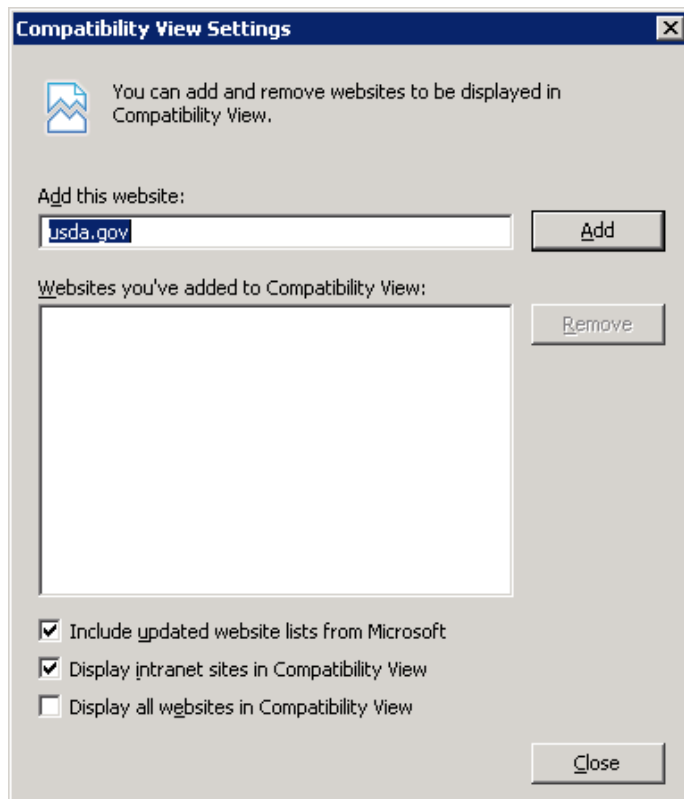 Compatibility View Settings
You can add and remove websites to be displayed in
Compatibility View.
Add this website:
usda.gov
Add
Websites you've added to Compatibility View:
Remove
Include updated website lists from Microsoft
Display intranet sites in Compatibility View
Display all websites in Compatibility View
Close